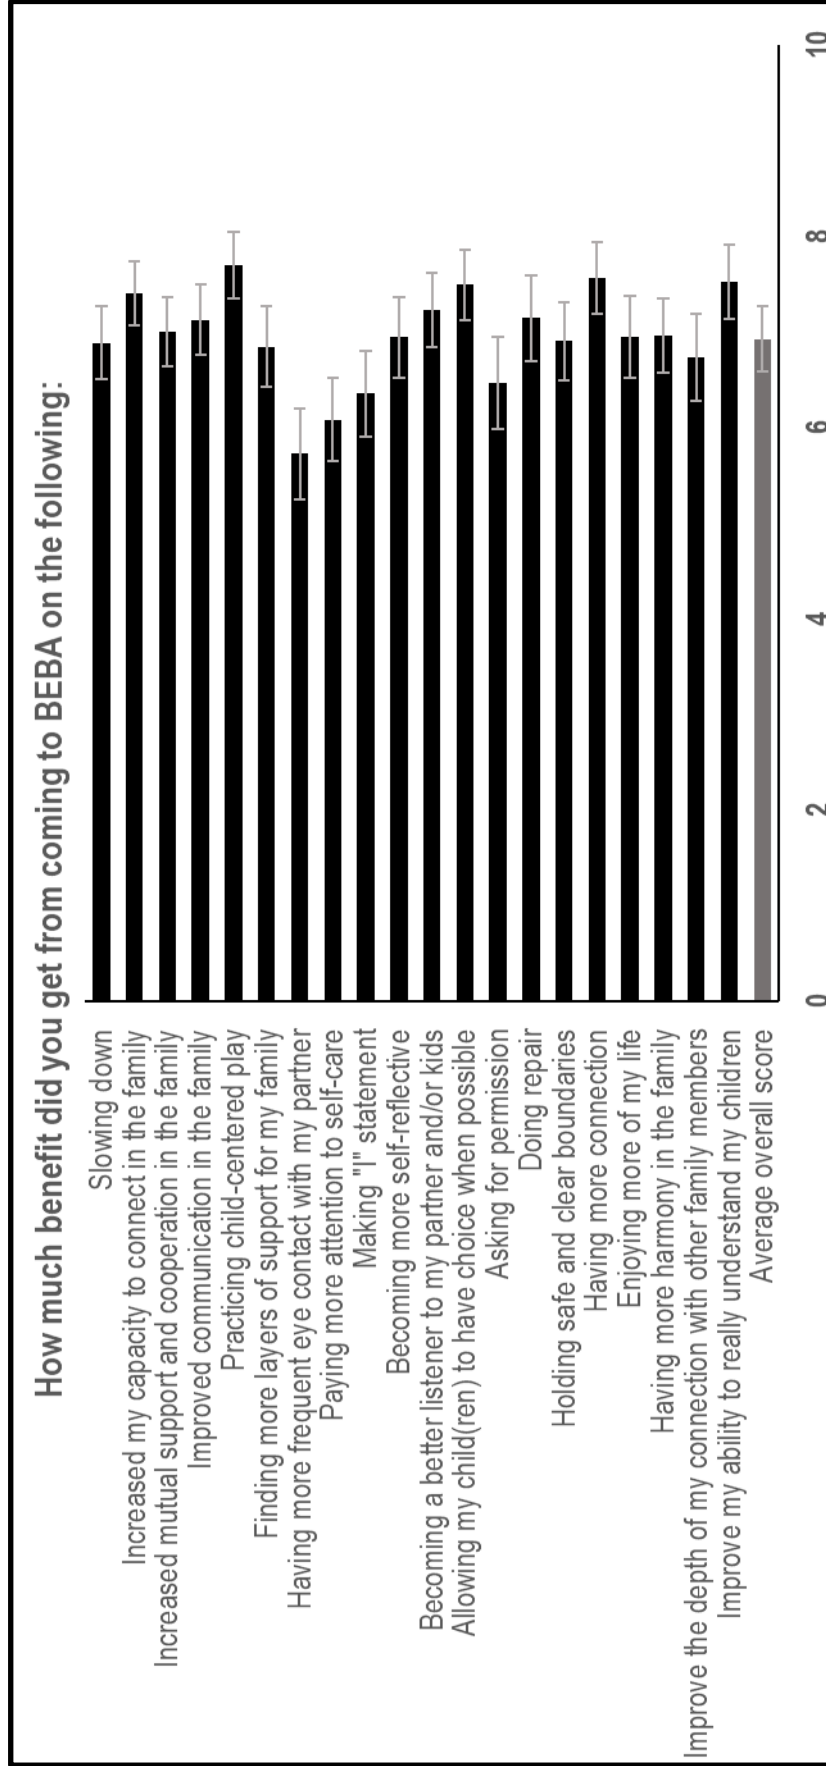 How much benefit did you get from coming to BEBA on the following:
Slowing down
Increased my capacity to connect in the family
Increased mutual support and cooperation in the family
Improved communication in the family
Practicing child-centered play
Finding more layers of support for my family
Having more frequent eye contact with my partner
Paying more attention to self-care
Making "I" statement
Becoming more self-reflective
Becoming a better listener to my partner and/or kids
Allowing my child(ren) to have choice when possible
Asking for permission
Doing repair
Holding safe and clear boundaries
Having more connection
Enjoying more of my life
Having more harmony in the family
Improve the depth of my connection with other family members
Improve my ability to really understand my children
Average overall score
0 2 4 6 8 10